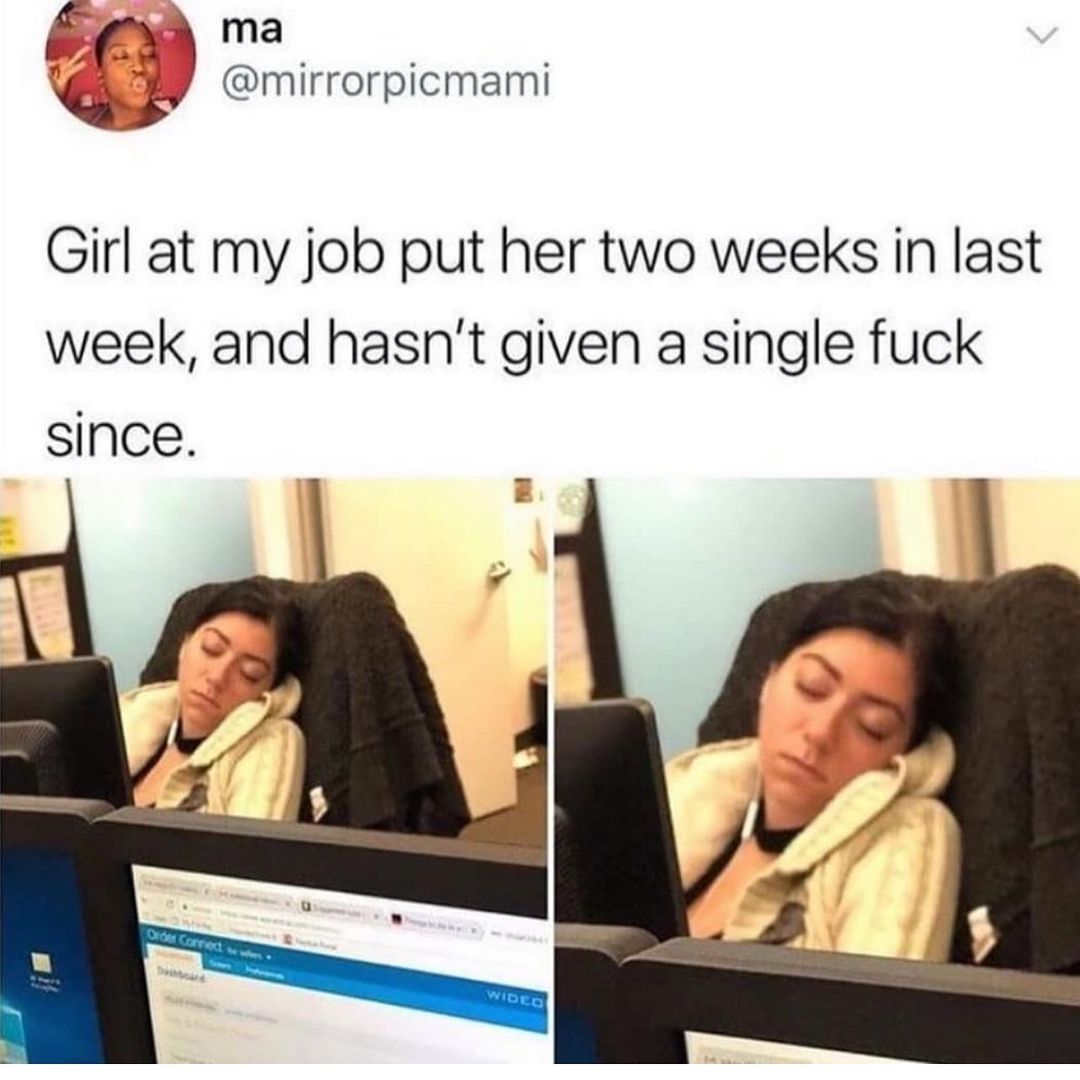 ma
@mirrorpicmami
Girl at my job put her two weeks in last
week, and hasn't given a single fuck
since.
Order Connect
Dashboard
WIDEO